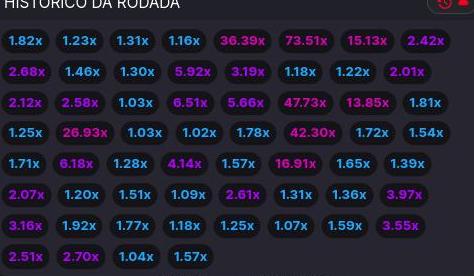 HISTÓRICO DA RODADA
1.82x 1.23x 1.31x 1.16x 36.39x 73.51x 15.13x 2.42x
2.68x 1.46x 1.30x 5.92x 3.19x 1.18x 1.22x 2.01x
2.12x 2.58x 1.03x 6.51x 5.66x 47.73x 13.85x 1.81x
1.25x 26.93x 1.03x 1.02x 1.78x 42.30x 1.72x 1.54x
1.71x 6.18x 1.28x 4.14x 1.57x 16.91x 1.65x 1.39x
2.07x 1.20x 1.51x 1.09x 2.61x 1.31x 1.36x 3.97x
3.16x 1.92x 1.77x 1.18x 1.25x 1.07x 1.59x 3.55x
2.51x 2.70x 1.04x 1.57x